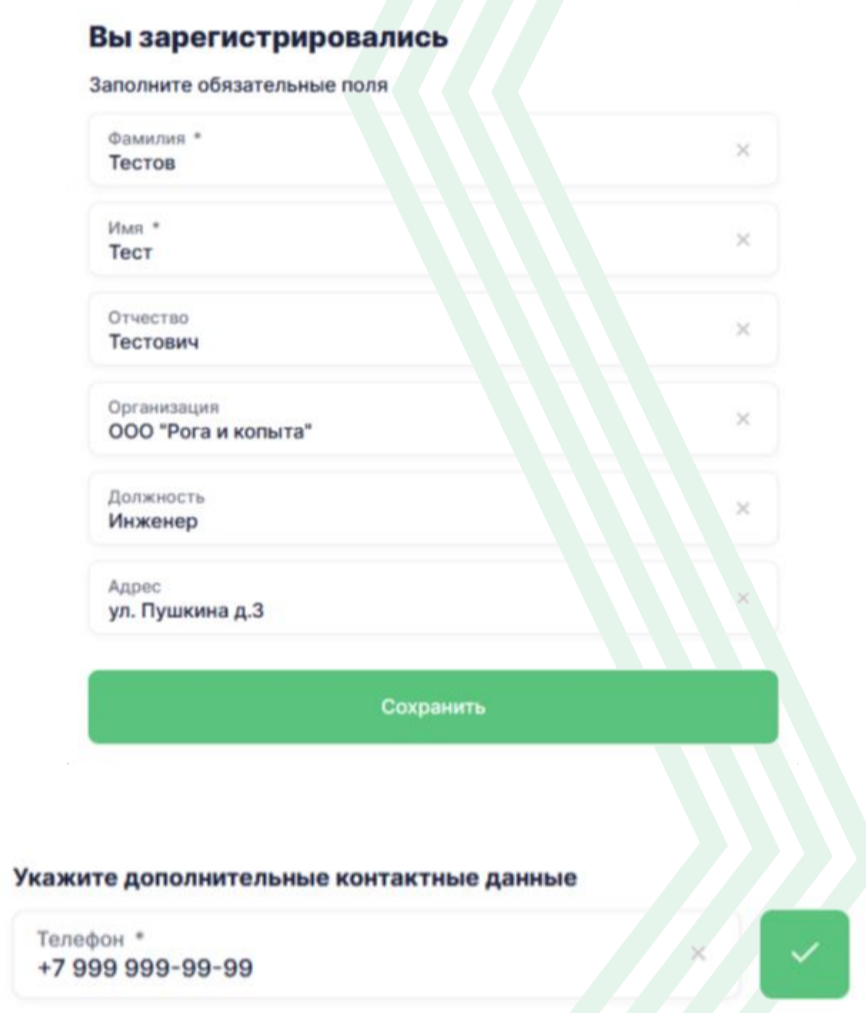 Вы зарегистрировались
Заполните обязательные поля
Фамилия *
Тестов
Имя *
Тест
Отчество
Тестович
Организация
ООО "Рога и копыта"
Должность
Инженер
Адрес
ул. Пушкина д.3
Сохранить
Укажите дополнительные контактные данные
Телефон *
+7 999 999-99-99